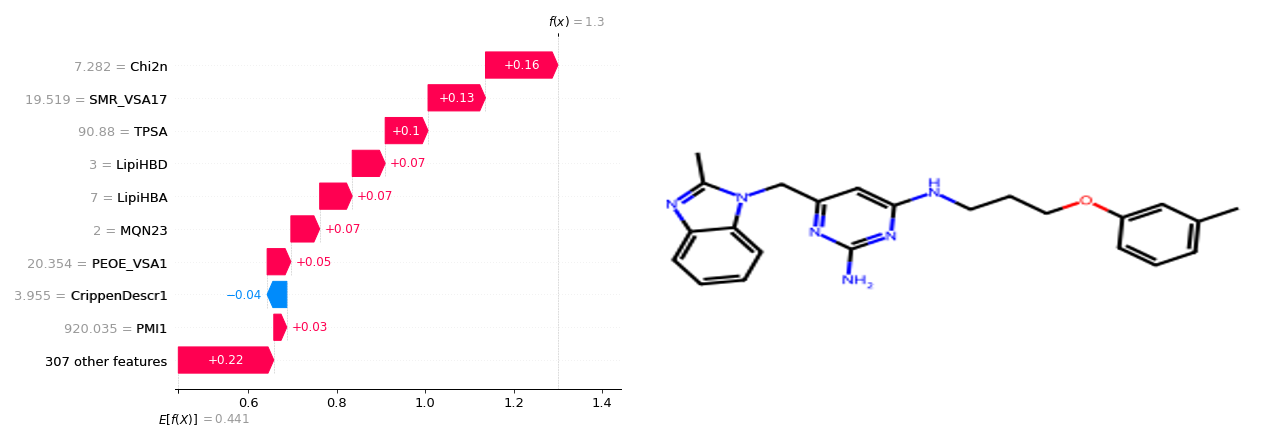 f(x) = 1.3
7.282 = Chi2n +0.16
19.519 = SMR_VSA17 +0.13
90.88 = TPSA +0.1
3 = LipiHBD +0.07
7 = LipiHBA +0.07
2 = MQN23 +0.07
20.354 = PEOE_VSA1 +0.05
3.955 = CrippenDescr1 −0.04
920.035 = PMI1 +0.03
307 other features +0.22
0.6 0.8 1.0 1.2 1.4
E[f(X)] = 0.441
H
N
N
N
O
N
N
NH₂